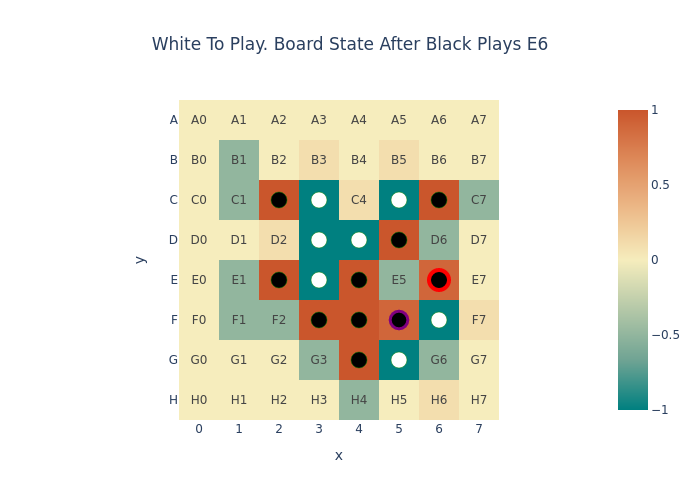 White To Play. Board State After Black Plays E6
A A0 A1 A2 A3 A4 A5 A6 A7 1
B B0 B1 B2 B3 B4 B5 B6 B7
C C0 C1 C4 C7 0.5
D D0 D1 D2 D6 D7
y 0
E E0 E1 E5 E7
F F0 F1 F2 F7 −0.5
G G0 G1 G2 G3 G6 G7
H H0 H1 H2 H3 H4 H5 H6 H7 −1
0 1 2 3 4 5 6 7
x